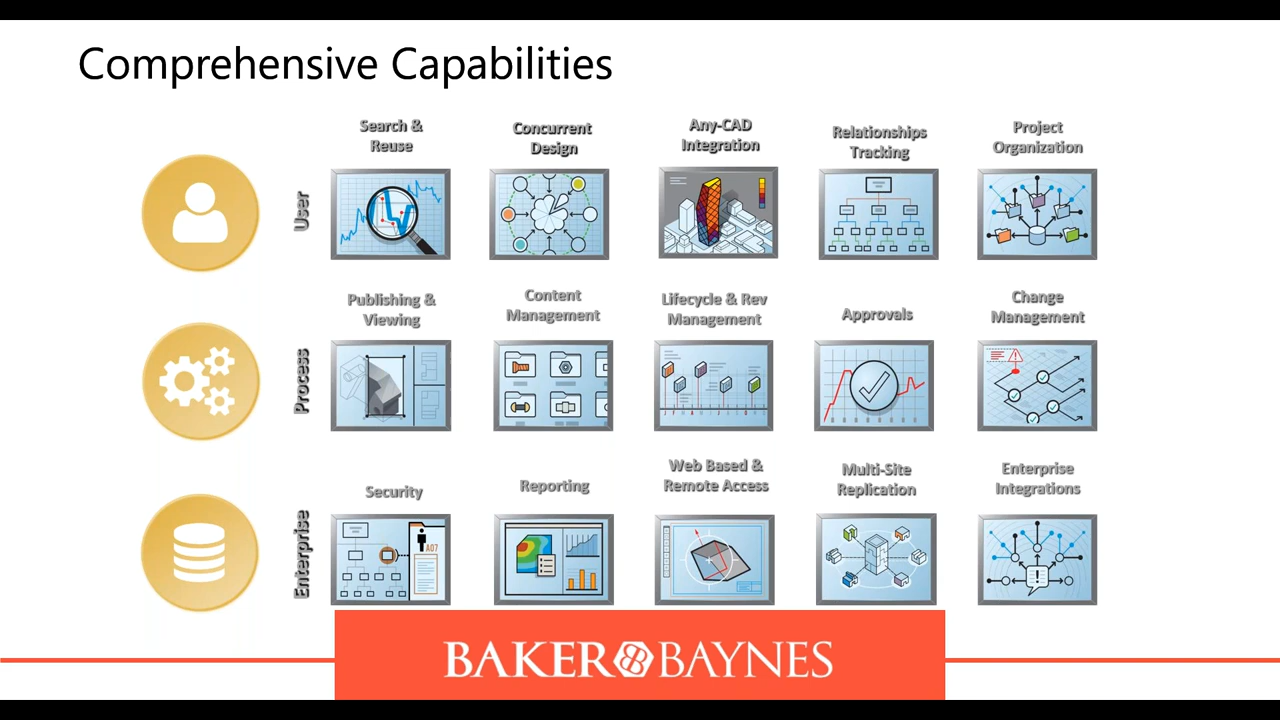 Comprehensive Capabilities
User
Search &
Reuse
Concurrent
Design
Any-CAD
Integration
Relationships
Tracking
Project
Organization
Process
Publishing &
Viewing
Content
Management
Lifecycle & Rev
Management
Approvals
Change
Management
Enterprise
Security
A07
Reporting
Web Based &
Remote Access
Multi-Site
Replication
Enterprise
Integrations
BAKER BAYNES